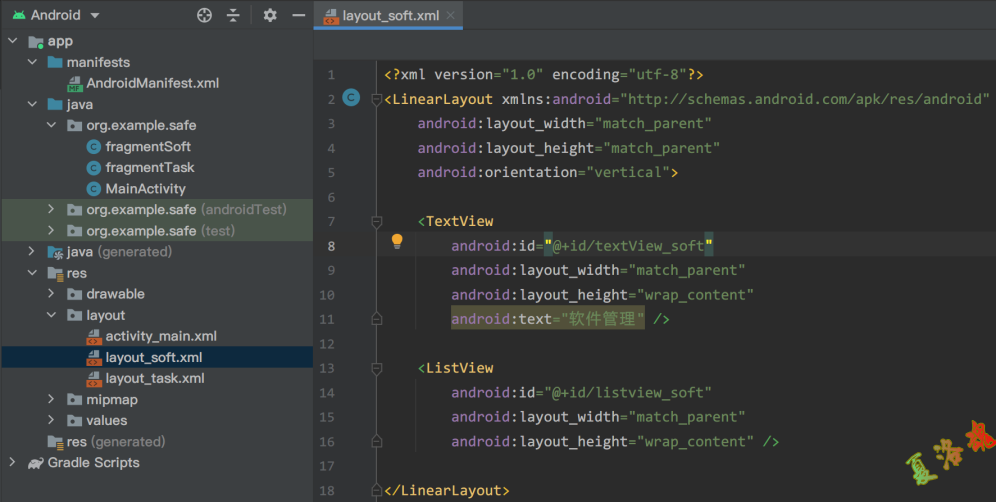 Android
app
manifests
AndroidManifest.xml
java
org.example.safe
fragmentSoft
fragmentTask
MainActivity
org.example.safe (androidTest)
org.example.safe (test)
java (generated)
res
drawable
layout
activity_main.xml
layout_soft.xml
layout_task.xml
mipmap
values
res (generated)
Gradle Scripts
layout_soft.xml
1 <?xml version="1.0" encoding="utf-8"?>
2 <LinearLayout xmlns:android="http://schemas.android.com/apk/res/android"
3 android:layout_width="match_parent"
4 android:layout_height="match_parent"
5 android:orientation="vertical">
6
7 <TextView
8 android:id="@+id/textView_soft"
9 android:layout_width="match_parent"
10 android:layout_height="wrap_content"
11 android:text="软件管理" />
12
13 <ListView
14 android:id="@+id/listview_soft"
15 android:layout_width="match_parent"
16 android:layout_height="wrap_content" />
17
18 </LinearLayout>